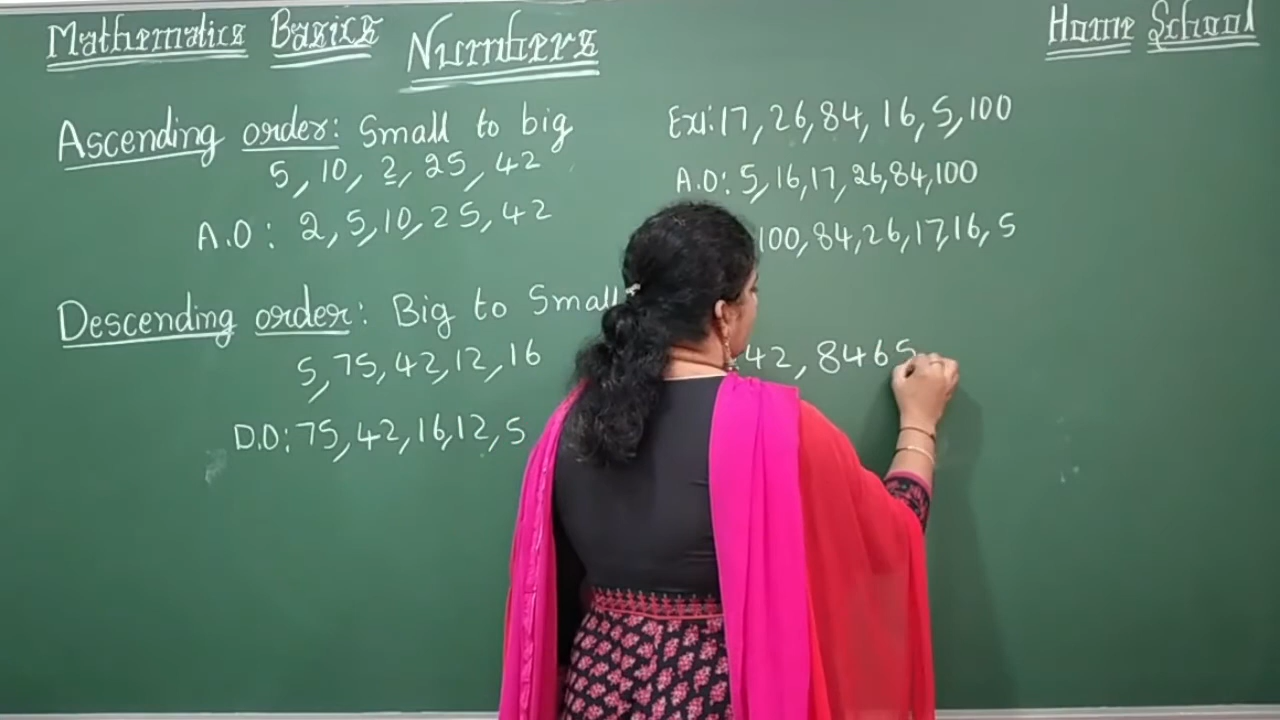 Mathematics Basics Numbers
Home School
Ascending order: Small to big
5, 10, 2, 25, 42
A.O: 2, 5, 10, 25, 42
Descending order: Big to Small
5, 75, 42, 12, 16
D.O: 75, 42, 16, 12, 5
Ex1: 17, 26, 84, 16, 5, 100
A.O: 5, 16, 17, 26, 84, 100
100, 84, 26, 17, 16, 5
42, 8465